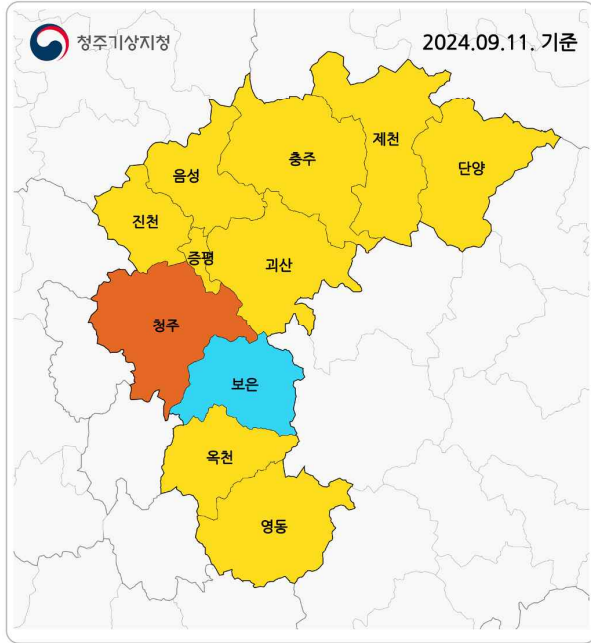 청주기상지청
2024.09.11. 기준
제천
충주
단양
음성
진천
증평
괴산
청주
보은
옥천
영동